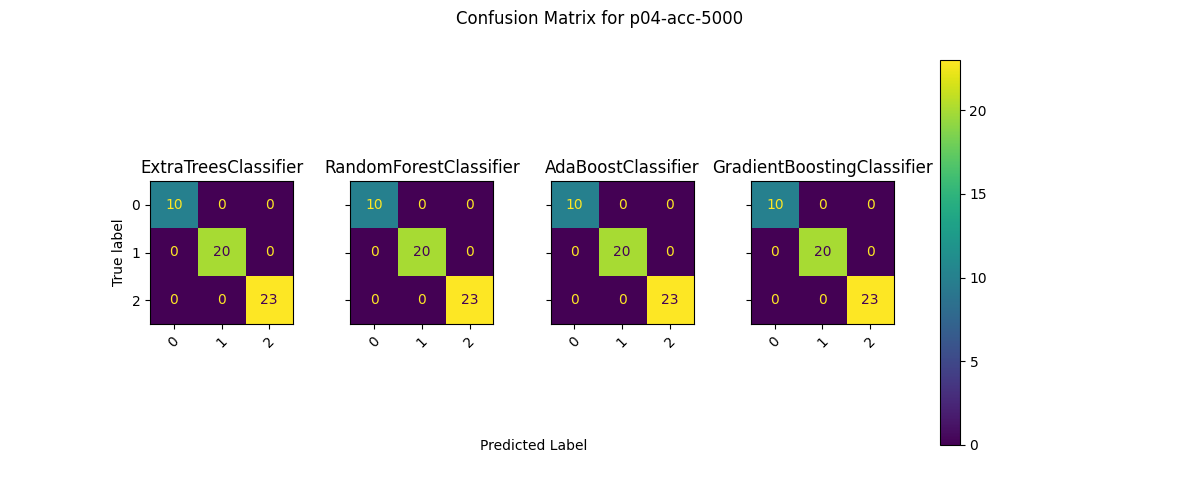 Confusion Matrix for p04-acc-5000
ExtraTreesClassifier RandomForestClassifier AdaBoostClassifier GradientBoostingClassifier
True label
0 10 0 0 10 0 0 10 0 0 10 0 0
1 0 20 0 0 20 0 0 20 0 0 20 0
2 0 0 23 0 0 23 0 0 23 0 0 23
0 1 2 0 1 2 0 1 2 0 1 2
Predicted Label
20
15
10
5
0